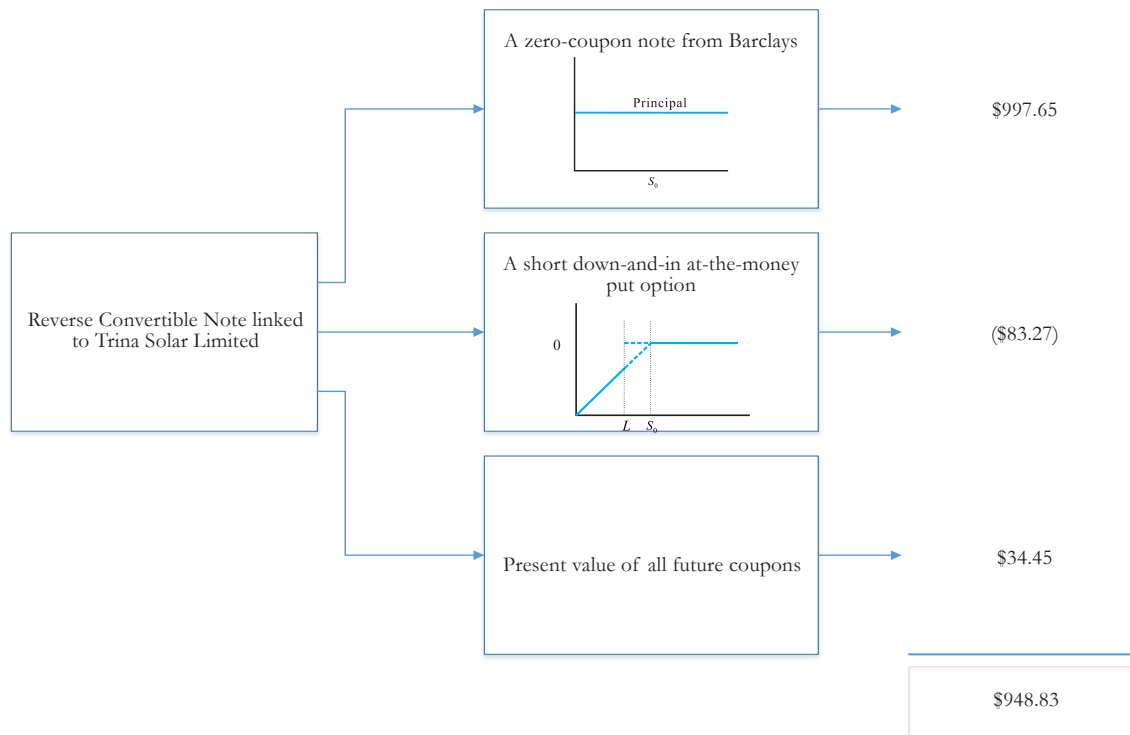 A zero-coupon note from Barclays
Principal
S₀
$997.65
Reverse Convertible Note linked
to Trina Solar Limited
A short down-and-in at-the-money
put option
0
L S₀
($83.27)
Present value of all future coupons
$34.45
$948.83